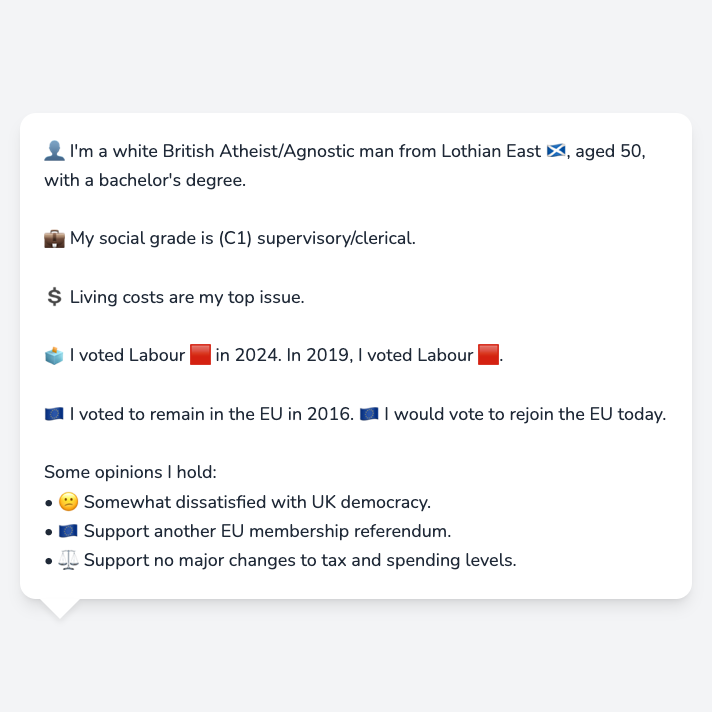 👤 I'm a white British Atheist/Agnostic man from Lothian East 🏴󠁧󠁢󠁳󠁣󠁴󠁿, aged 50,
with a bachelor's degree.
💼 My social grade is (C1) supervisory/clerical.
💲 Living costs are my top issue.
🗳️ I voted Labour 🟥 in 2024. In 2019, I voted Labour 🟥.
🇪🇺 I voted to remain in the EU in 2016. 🇪🇺 I would vote to rejoin the EU today.
Some opinions I hold:
• 🙁 Somewhat dissatisfied with UK democracy.
• 🇪🇺 Support another EU membership referendum.
• ⚖️ Support no major changes to tax and spending levels.